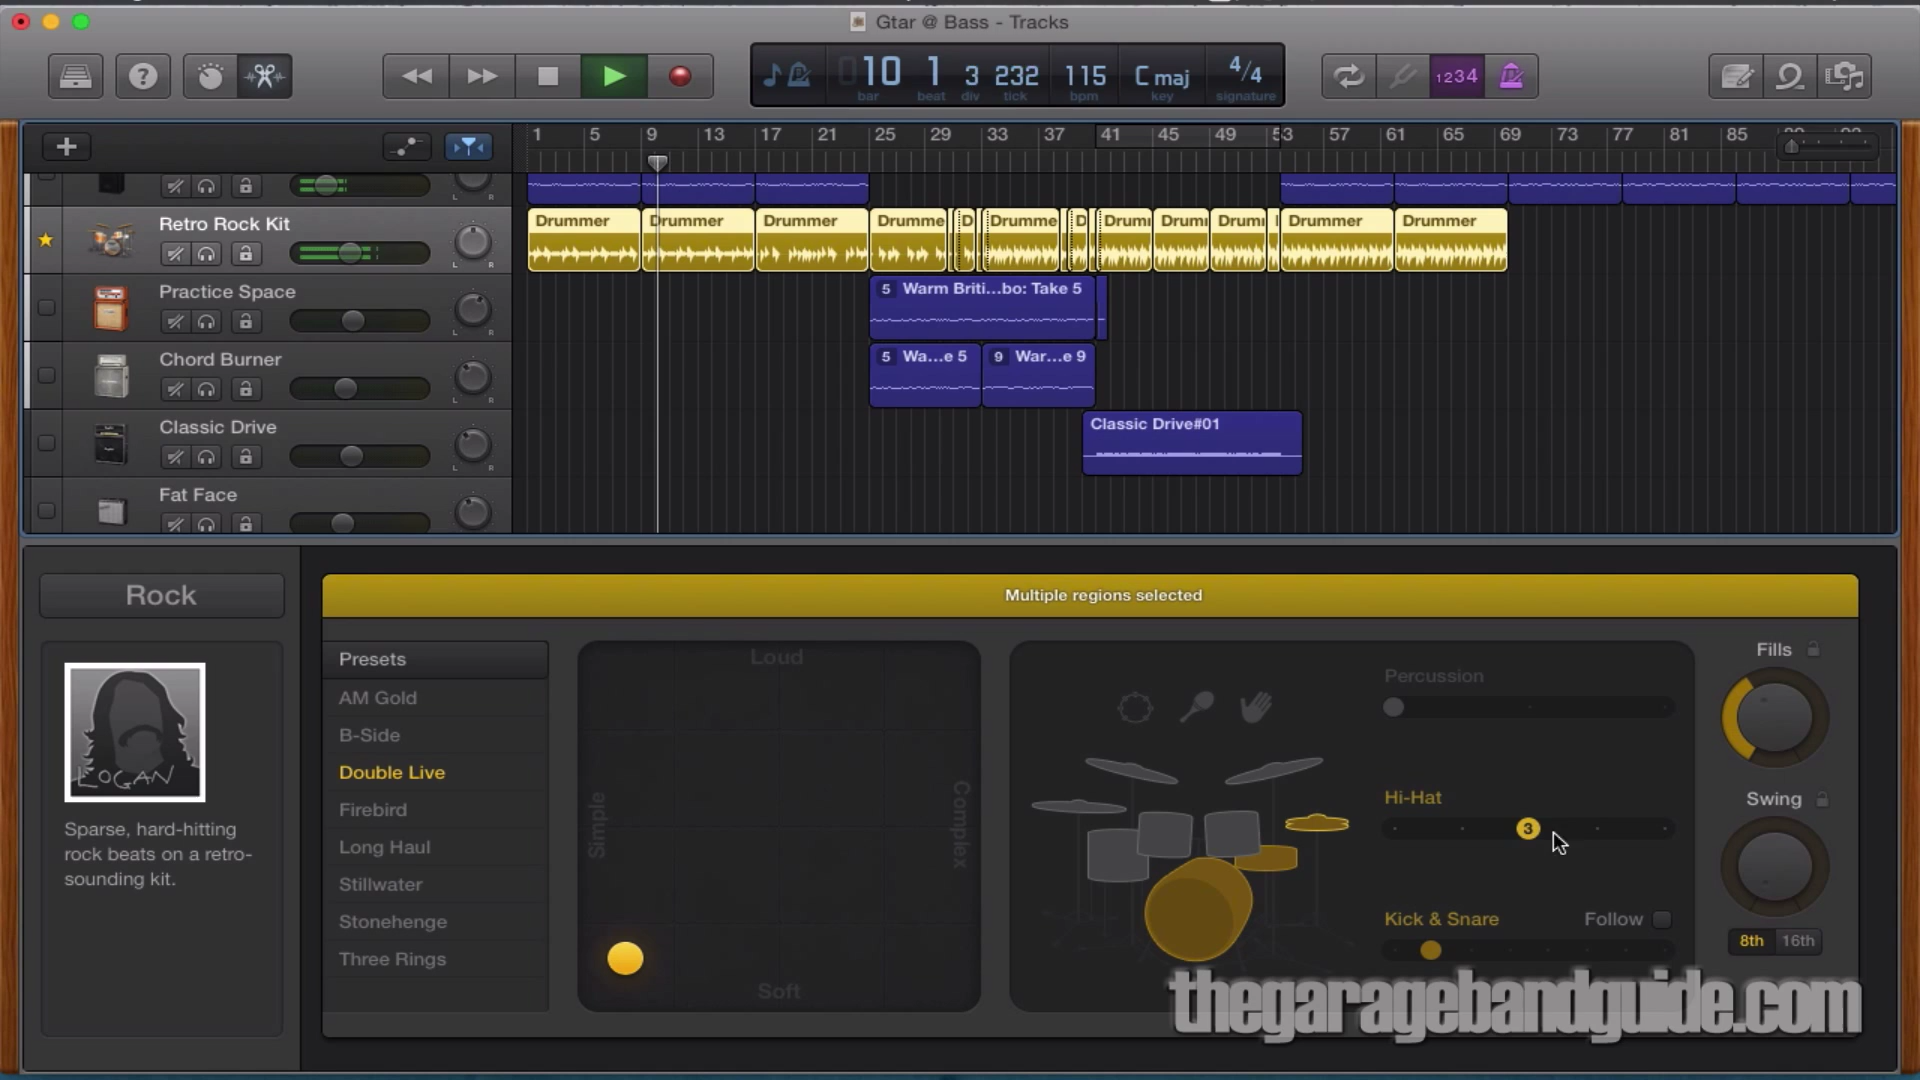 Gtar @ Bass - Tracks
10 1 3 232 115 C maj 4/4
bar beat div tick bpm key signature
1234
1 5 9 13 17 21 25 29 33 37 41 45 49 53 57 61 65 69 73 77 81 85
L R
Retro Rock Kit
Drummer Drummer Drummer Drumme D Drumme D Drumi Drumi Drumi Drummer Drummer
L R
Practice Space
5 Warm Briti...bo: Take 5
L R
Chord Burner
5 Wa...e 5 9 War...e 9
L R
Classic Drive
Classic Drive#01
L R
Fat Face
Rock
Multiple regions selected
LOGAN
Sparse, hard-hitting
rock beats on a retro-
sounding kit.
Presets
AM Gold
B-Side
Double Live
Firebird
Long Haul
Stillwater
Stonehenge
Three Rings
Loud
Simple
Complex
Soft
Percussion
Hi-Hat
3
Kick & Snare Follow
Fills
Swing
8th 16th
thegaragebandguide.com